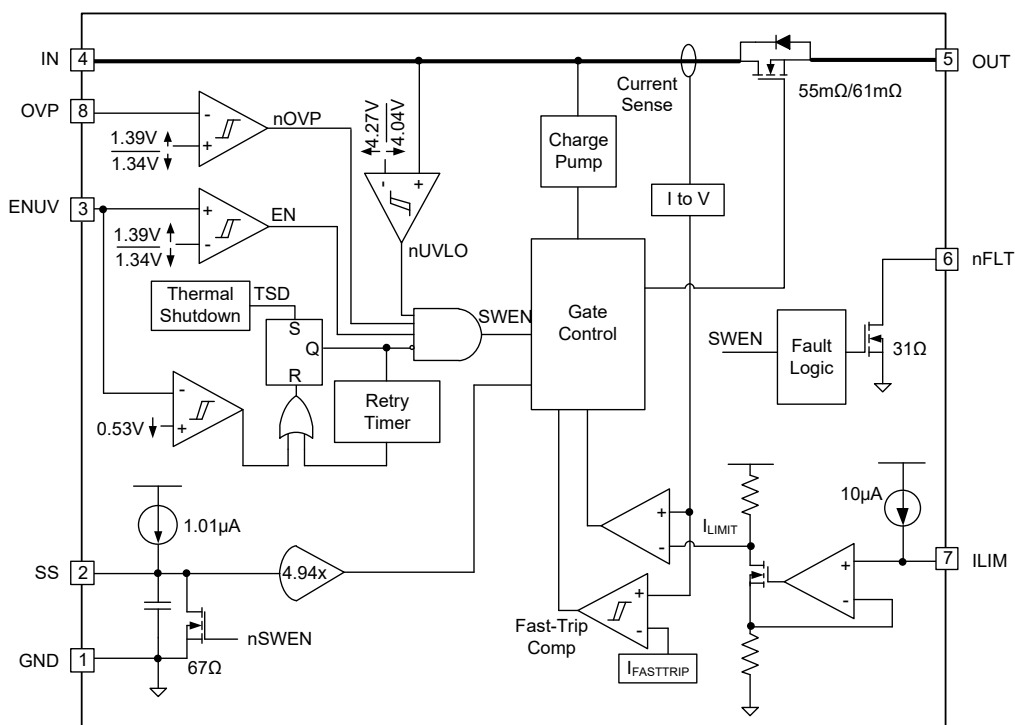 IN
4
5
OUT
OVP
8
-
+
1.39V
1.34V
nOVP
4.27V
4.04V
-
+
nUVLO
Charge
Pump
Current
Sense
55mΩ/61mΩ
I to V
ENUV
3
+
-
1.39V
1.34V
EN
6
nFLT
Thermal
Shutdown
TSD
S
Q
R
SWEN
Gate
Control
SWEN
Fault
Logic
31Ω
Retry
Timer
-
+
0.53V
10µA
1.01µA
+
-
ILIMIT
+
-
7
ILIM
SS
2
4.94x
+
-
Fast-Trip
Comp
IFASTTRIP
nSWEN
67Ω
GND
1